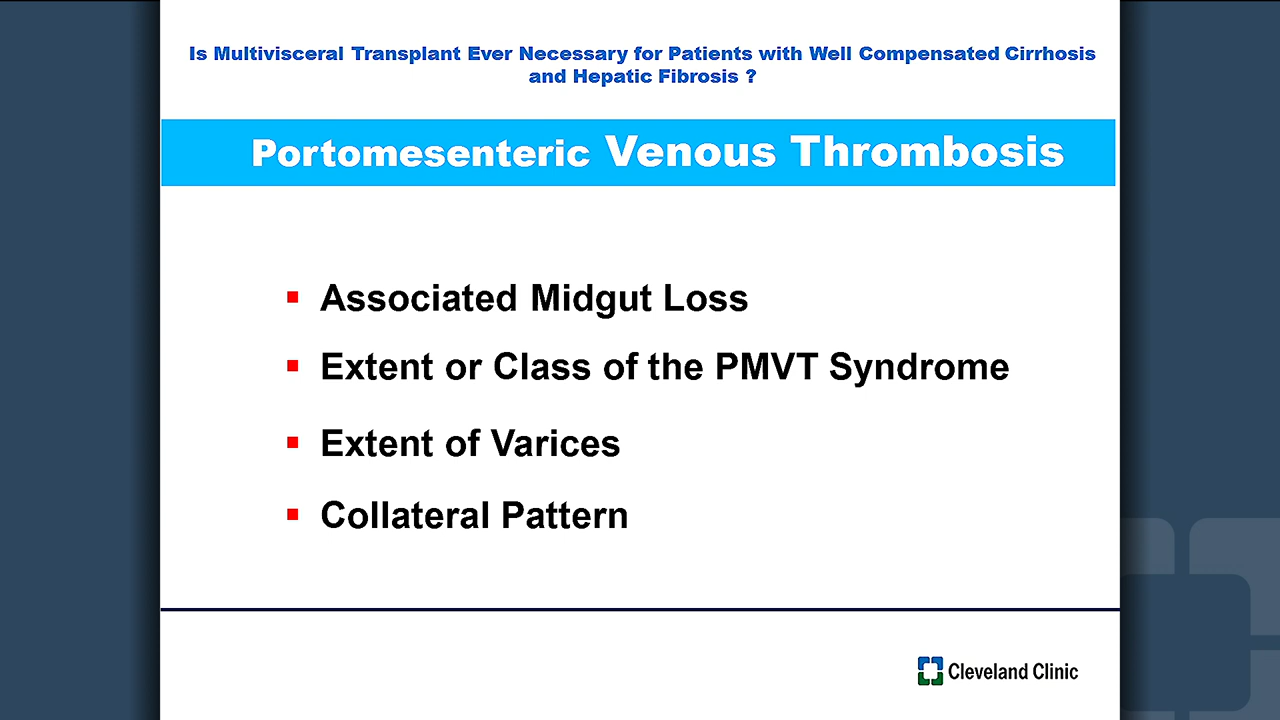 Is Multivisceral Transplant Ever Necessary for Patients with Well Compensated Cirrhosis
and Hepatic Fibrosis ?
Portomesenteric Venous Thrombosis
▪ Associated Midgut Loss
▪ Extent or Class of the PMVT Syndrome
▪ Extent of Varices
▪ Collateral Pattern
Cleveland Clinic